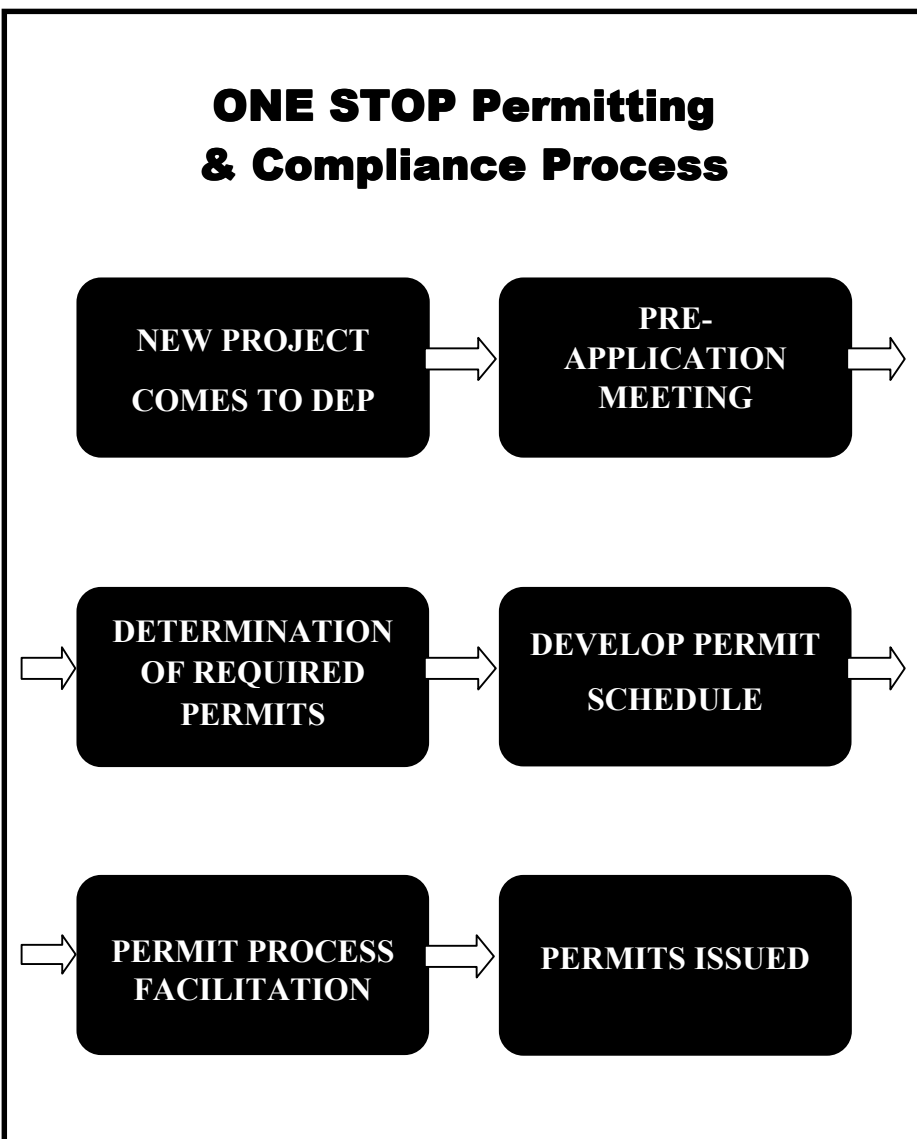 ONE STOP Permitting
& Compliance Process
NEW PROJECT
COMES TO DEP
PRE-
APPLICATION
MEETING
DETERMINATION
OF REQUIRED
PERMITS
DEVELOP PERMIT
SCHEDULE
PERMIT PROCESS
FACILITATION
PERMITS ISSUED